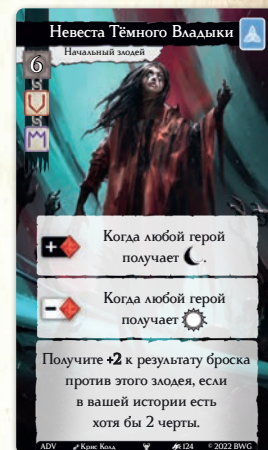 Невеста Тёмного Владыки
Начальный злодей
6
Когда любой герой
получает
Когда любой герой
получает
Получите +2 к результату броска
против этого злодея, если
в вашей истории есть
хотя бы 2 черты.
ADV Крис Колд 124 © 2022 BWG